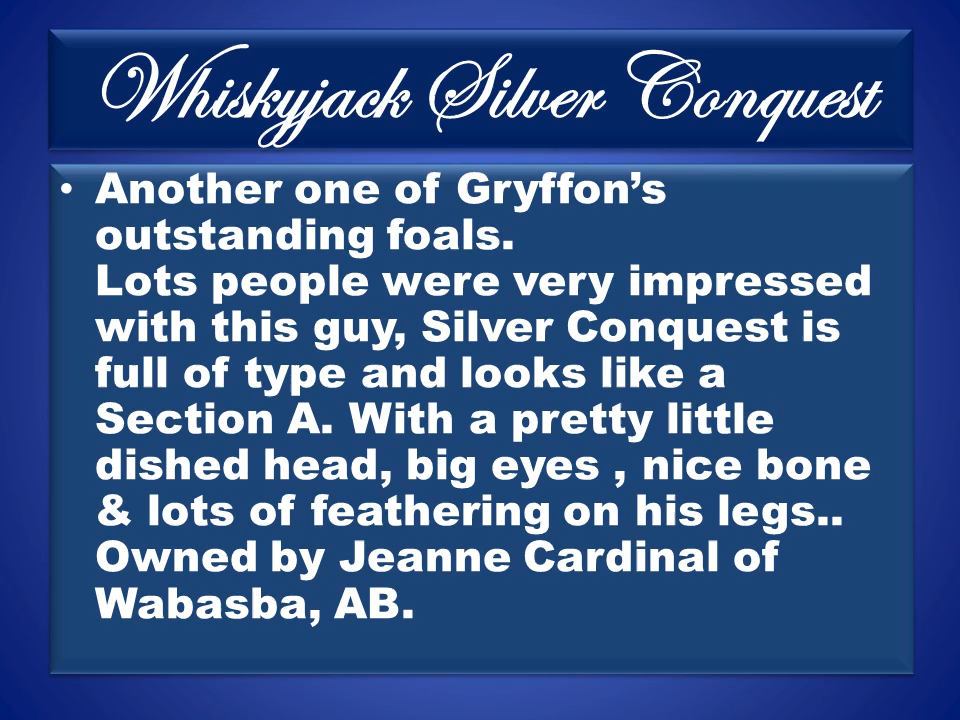 Whiskyjack Silver Conquest
• Another one of Gryffon’s
outstanding foals.
Lots people were very impressed
with this guy, Silver Conquest is
full of type and looks like a
Section A. With a pretty little
dished head, big eyes , nice bone
& lots of feathering on his legs..
Owned by Jeanne Cardinal of
Wabasba, AB.